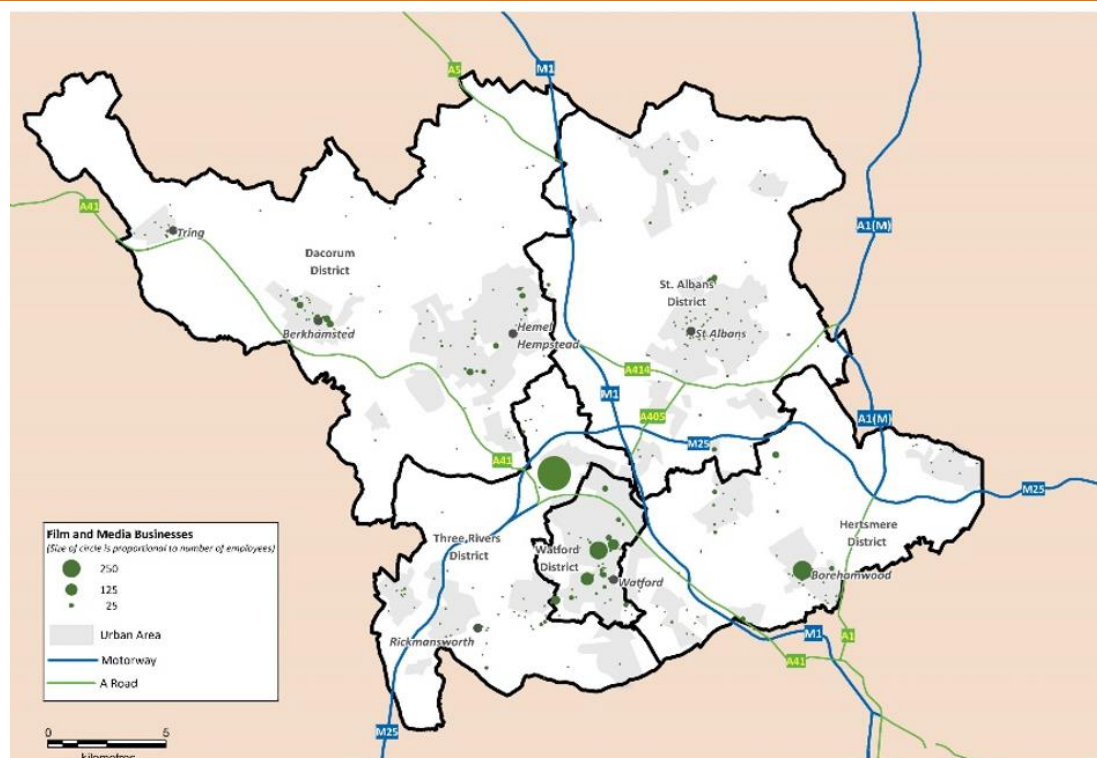 A5
M1
A1(M)
A41
Tring
Dacorum
District
St. Albans
District
Berkhamsted
Hemel
Hempstead
St Albans
A414
M1
A405
A1(M)
M25
A41
M25
Film and Media Businesses
(Size of circle is proportional to number of employees)
250
125
25
Urban Area
Motorway
A Road
Three Rivers
District
Watford
District
Watford
Hertsmere
District
Borehamwood
Rickmansworth
M1
A1
A41
M25
0 5
kilometres